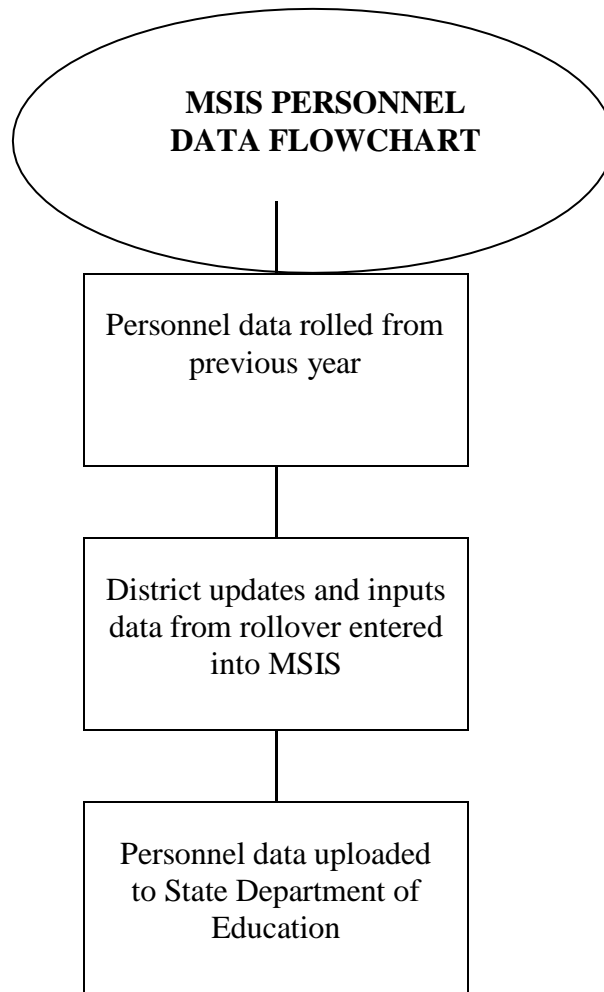 MSIS PERSONNEL
DATA FLOWCHART
Personnel data rolled from
previous year
District updates and inputs
data from rollover entered
into MSIS
Personnel data uploaded
to State Department of
Education